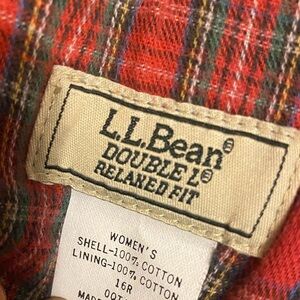 L.L.Bean®
DOUBLE L®
RELAXED FIT
WOMEN'S
SHELL-100% COTTON
LINING-100% COTTON
16R